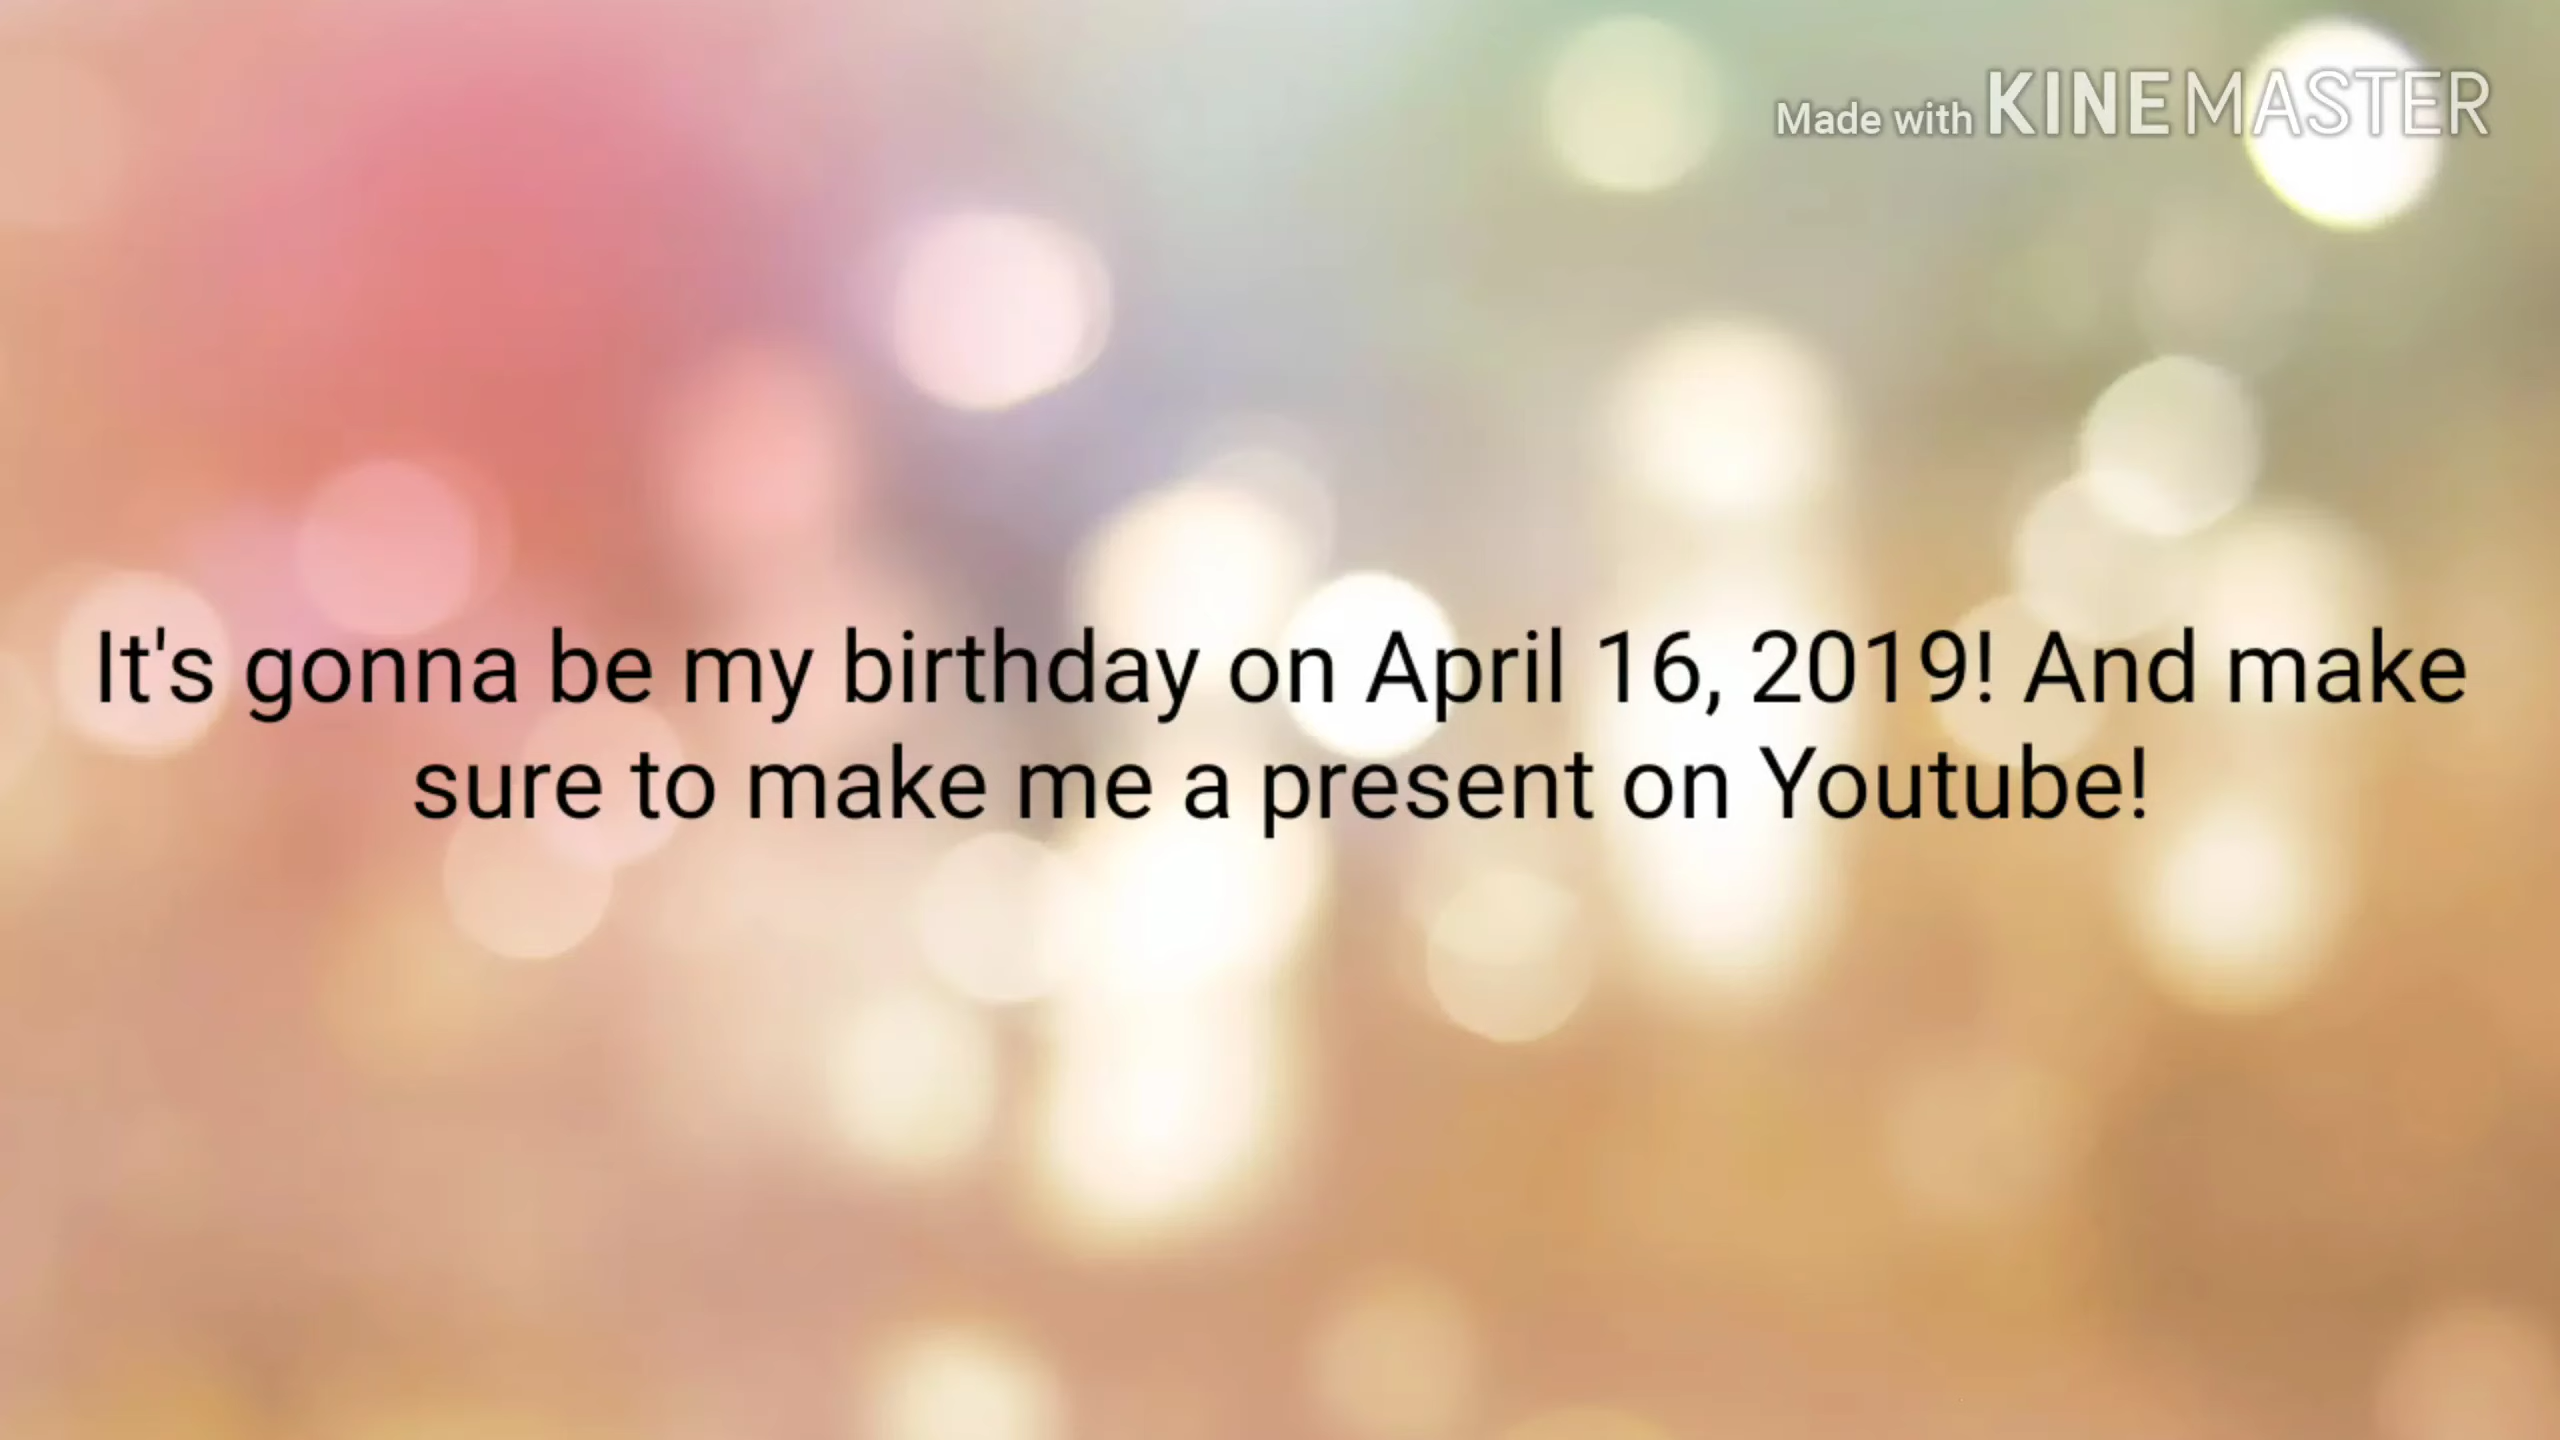 Made with KINEMASTER
It's gonna be my birthday on April 16, 2019! And make
sure to make me a present on Youtube!